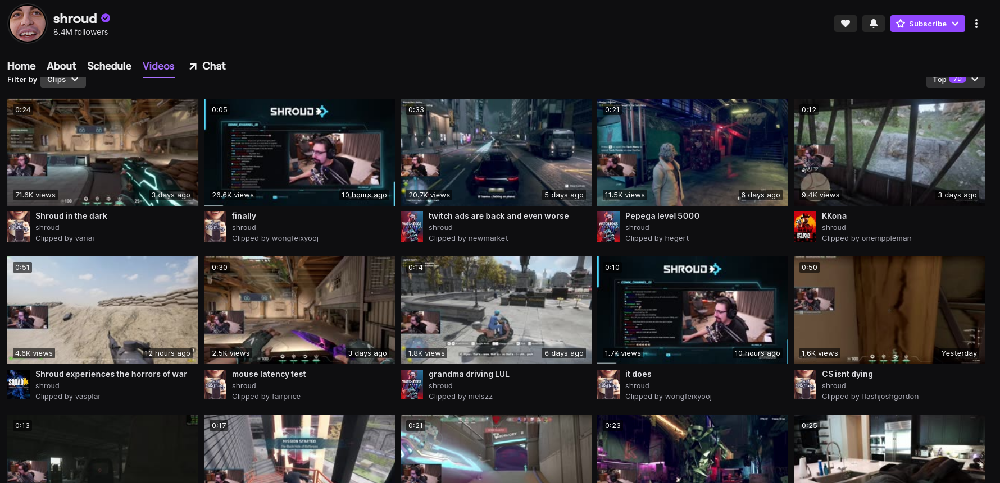 shroud
8.4M followers
Subscribe
Home About Schedule Videos Chat
Filter by Clips
Top 7D
0:24
71.6K views
3 days ago
Shroud in the dark
shroud
Clipped by variai
0:05
SHROUD
26.6K views
10 hours ago
finally
shroud
Clipped by wongfeixyooj
0:33
20.7K views
5 days ago
twitch ads are back and even worse
shroud
Clipped by newmarket_
0:21
11.5K views
6 days ago
Pepega level 5000
shroud
Clipped by hegert
0:12
9.4K views
3 days ago
KKona
shroud
Clipped by onenippleman
0:51
4.6K views
12 hours ago
SQUAD
Shroud experiences the horrors of war
shroud
Clipped by vasplar
0:30
2.5K views
3 days ago
mouse latency test
shroud
Clipped by fairprice
0:14
1.8K views
6 days ago
grandma driving LUL
shroud
Clipped by nielszz
0:10
SHROUD
1.7K views
10 hours ago
it does
shroud
Clipped by wongfeixyooj
0:50
1.6K views
Yesterday
CS isnt dying
shroud
Clipped by flashjoshgordon
0:13
0:17
MISSION STARTED
0:21
0:23
0:25